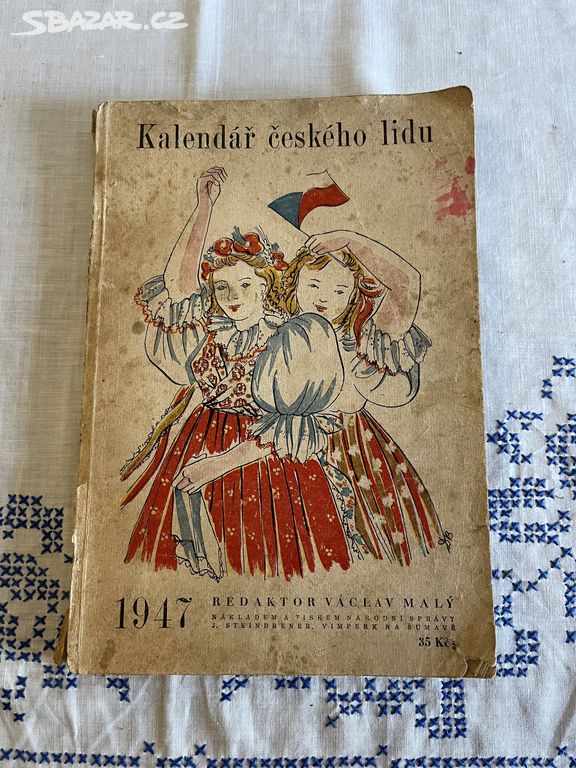 SBAZAR.CZ
Kalendář českého lidu
1947
REDAKTOR VÁCLAV MALÝ
NÁKLADEM A TISKEM NÁRODNÍ SPRÁVY
J. STEINBRENER, VIMPERK NA ŠUMAVĚ
35 Kčs